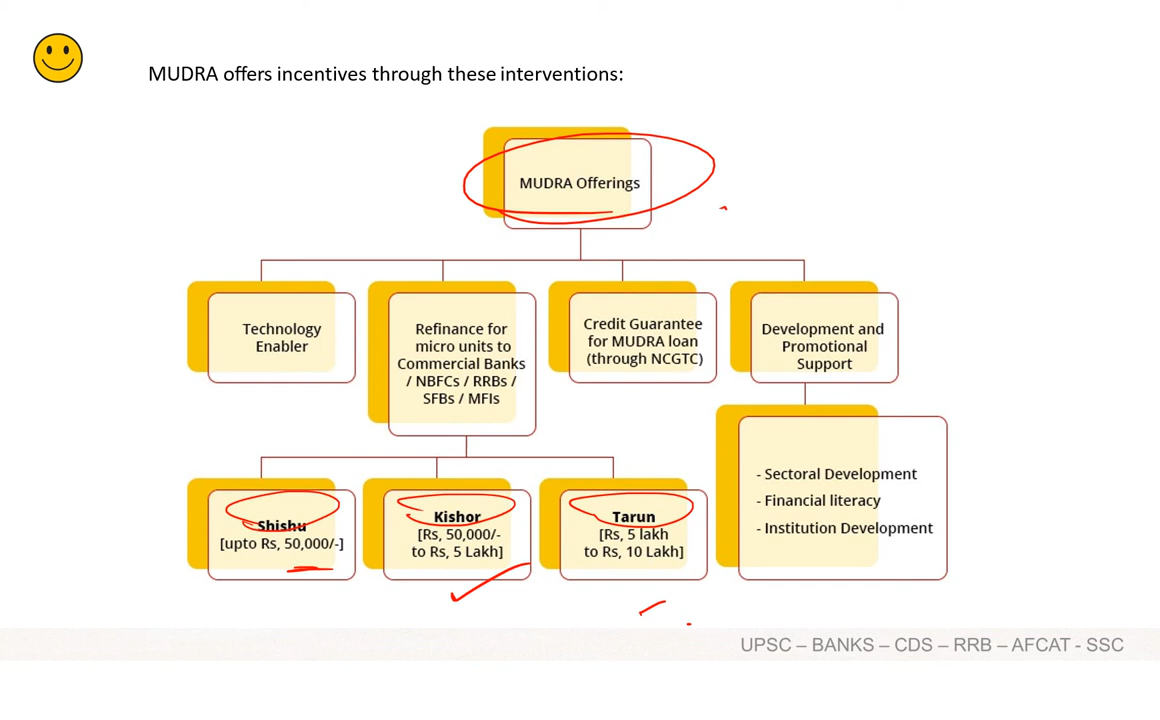 MUDRA offers incentives through these interventions:
MUDRA Offerings
Technology
Enabler
Refinance for
micro units to
Commercial Banks
/ NBFCs / RRBs /
SFBs / MFIs
Credit Guarantee
for MUDRA loan
(through NCGTC)
Development and
Promotional
Support
Shishu
[upto Rs, 50,000/-]
Kishor
[Rs, 50,000/-
to Rs, 5 Lakh]
Tarun
[Rs, 5 lakh
to Rs, 10 Lakh]
- Sectoral Development
- Financial literacy
- Institution Development
UPSC – BANKS – CDS – RRB – AFCAT - SSC